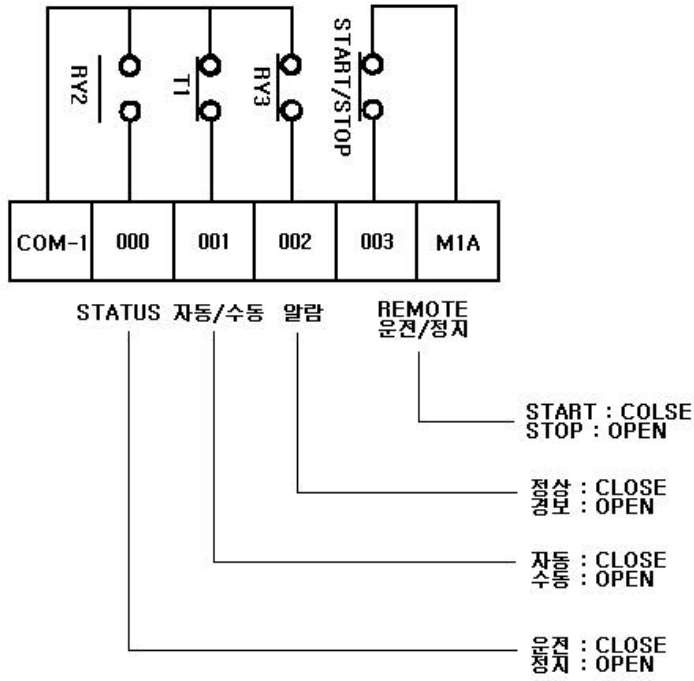 RY2
T1
RY3
START/STOP
COM-1 000 001 002 003 M1A
STATUS 자동/수동 알람 REMOTE
운전/정지
START : COLSE
STOP : OPEN
정상 : CLOSE
경보 : OPEN
자동 : CLOSE
수동 : OPEN
운전 : CLOSE
정지 : OPEN